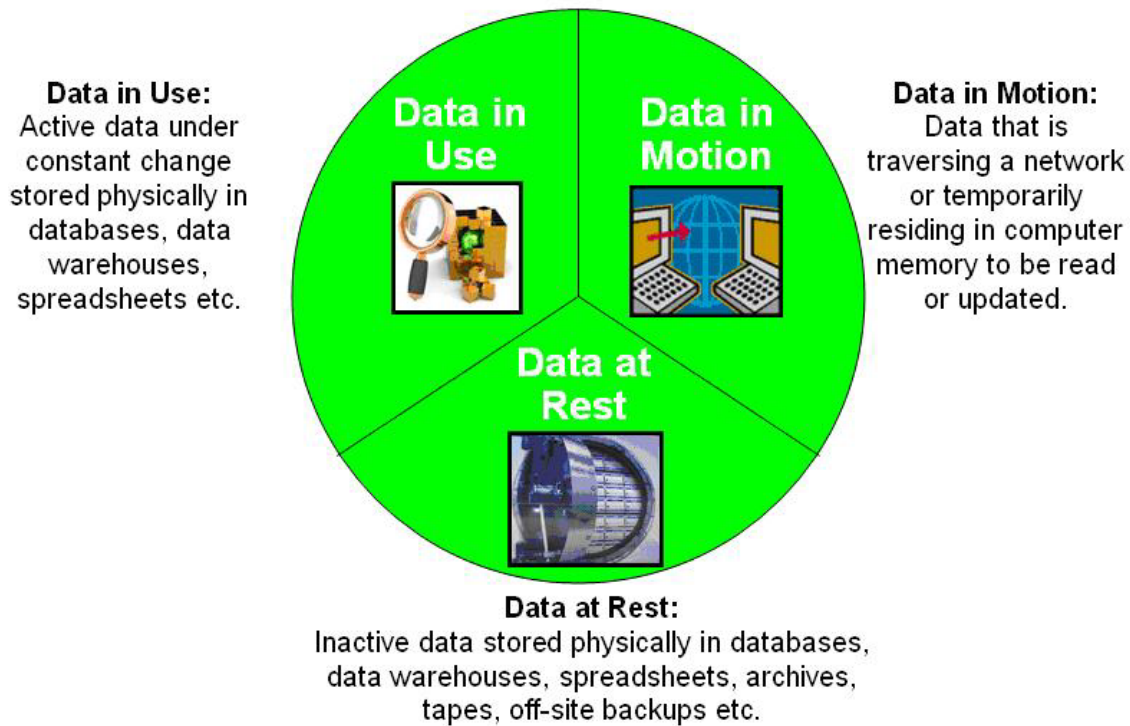 Data in Use:
Active data under
constant change
stored physically in
databases, data
warehouses,
spreadsheets etc.
Data in
Use
Data in
Motion
Data in Motion:
Data that is
traversing a network
or temporarily
residing in computer
memory to be read
or updated.
Data at
Rest
Data at Rest:
Inactive data stored physically in databases,
data warehouses, spreadsheets, archives,
tapes, off-site backups etc.